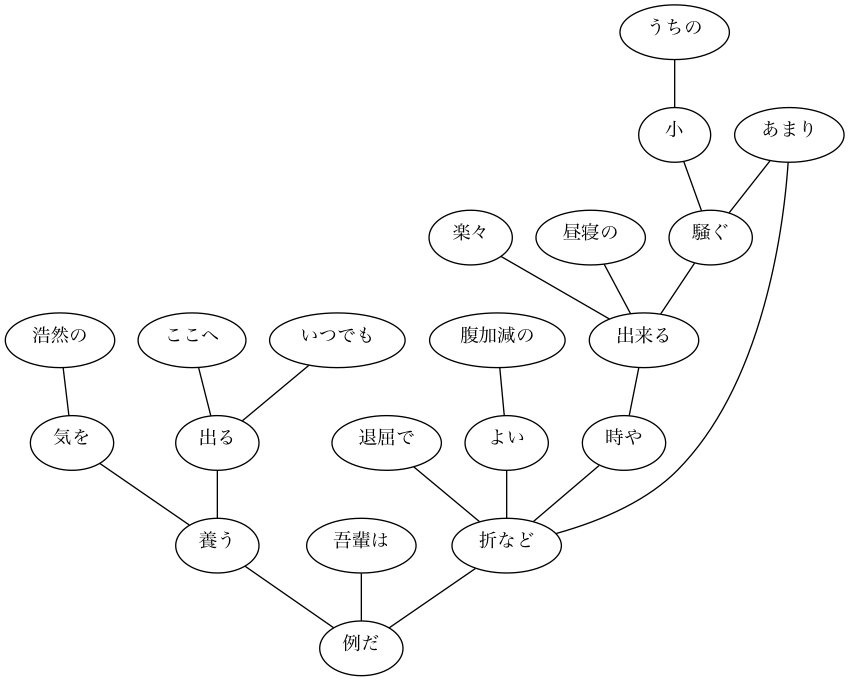 うちの
小
あまり
楽々
昼寝の
騒ぐ
浩然の
ここへ
いつでも
腹加減の
出来る
気を
出る
退屈で
よい
時や
養う
吾輩は
折など
例だ